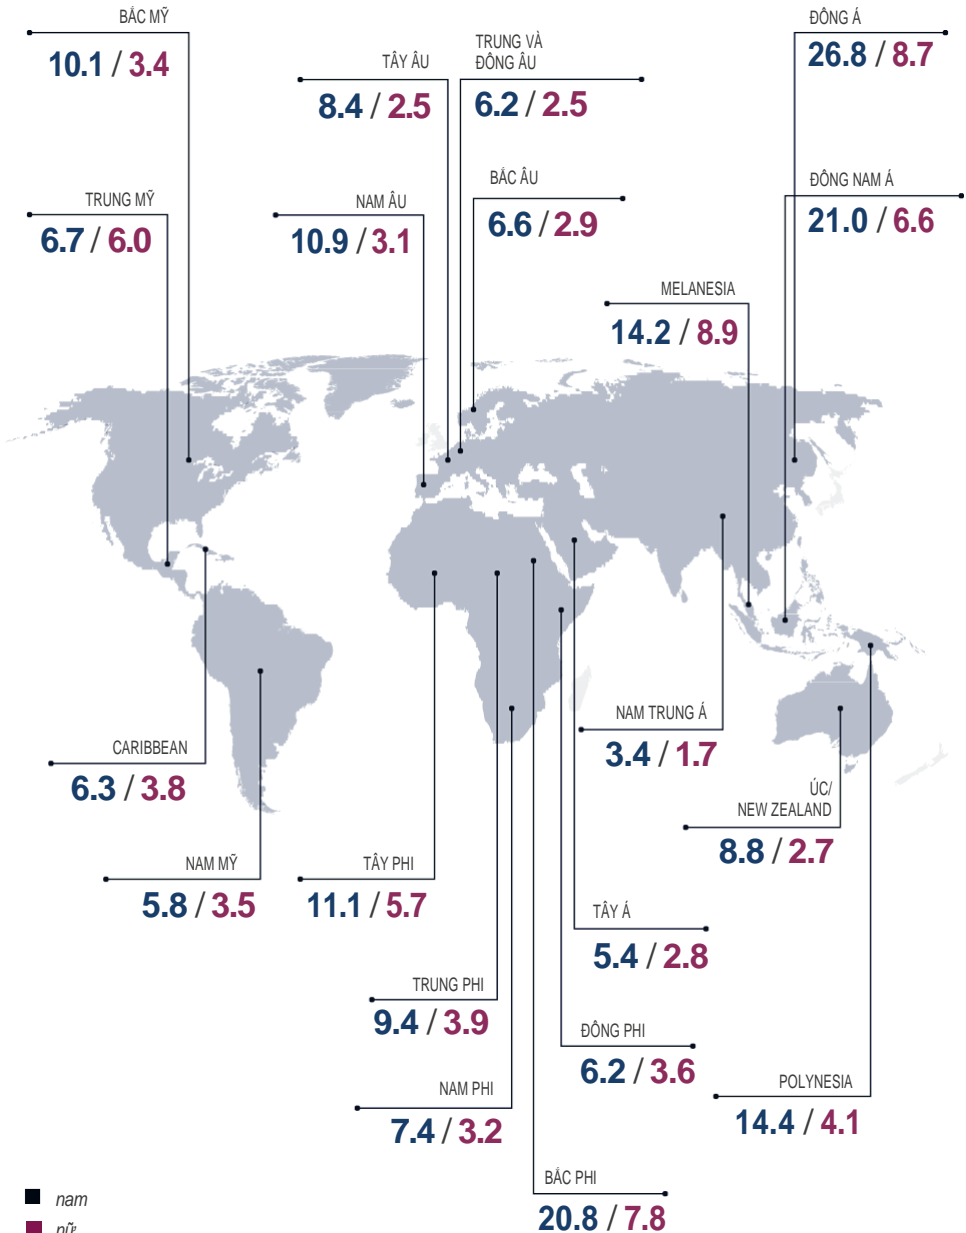 BẮC MỸ
10.1 / 3.4
TÂY ÂU
8.4 / 2.5
TRUNG VÀ
ĐÔNG ÂU
6.2 / 2.5
ĐÔNG Á
26.8 / 8.7
TRUNG MỸ
6.7 / 6.0
NAM ÂU
10.9 / 3.1
BẮC ÂU
6.6 / 2.9
ĐÔNG NAM Á
21.0 / 6.6
MELANESIA
14.2 / 8.9
CARIBBEAN
6.3 / 3.8
NAM TRUNG Á
3.4 / 1.7
ÚC/
NEW ZEALAND
8.8 / 2.7
NAM MỸ
5.8 / 3.5
TÂY PHI
11.1 / 5.7
TÂY Á
5.4 / 2.8
TRUNG PHI
9.4 / 3.9
ĐÔNG PHI
6.2 / 3.6
NAM PHI
7.4 / 3.2
POLYNESIA
14.4 / 4.1
BẮC PHI
20.8 / 7.8
nam
nữ